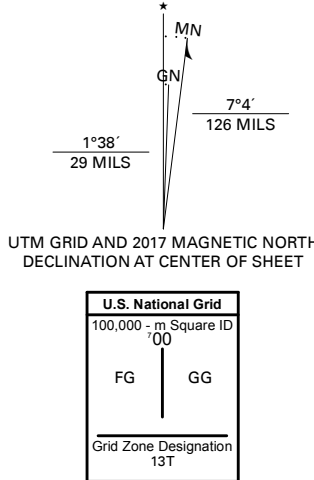 ★
MN
GN
7°4´
126 MILS
1°38´
29 MILS
UTM GRID AND 2017 MAGNETIC NORTH
DECLINATION AT CENTER OF SHEET
U.S. National Grid
100,000 - m Square ID
⁷00
FG GG
Grid Zone Designation
13T